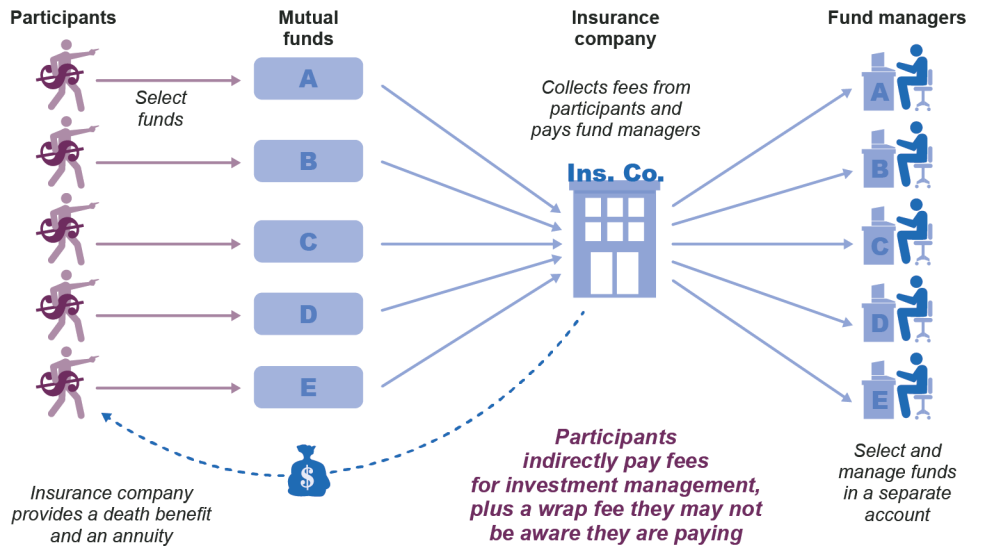 Participants
Mutual
funds
Insurance
company
Fund managers
Select
funds
Collects fees from
participants and
pays fund managers
Ins. Co.
A
B
C
D
E
A
B
C
D
E
$
$
$
$
$
$
Insurance company
provides a death benefit
and an annuity
Participants
indirectly pay fees
for investment management,
plus a wrap fee they may not
be aware they are paying
Select and
manage funds
in a separate
account